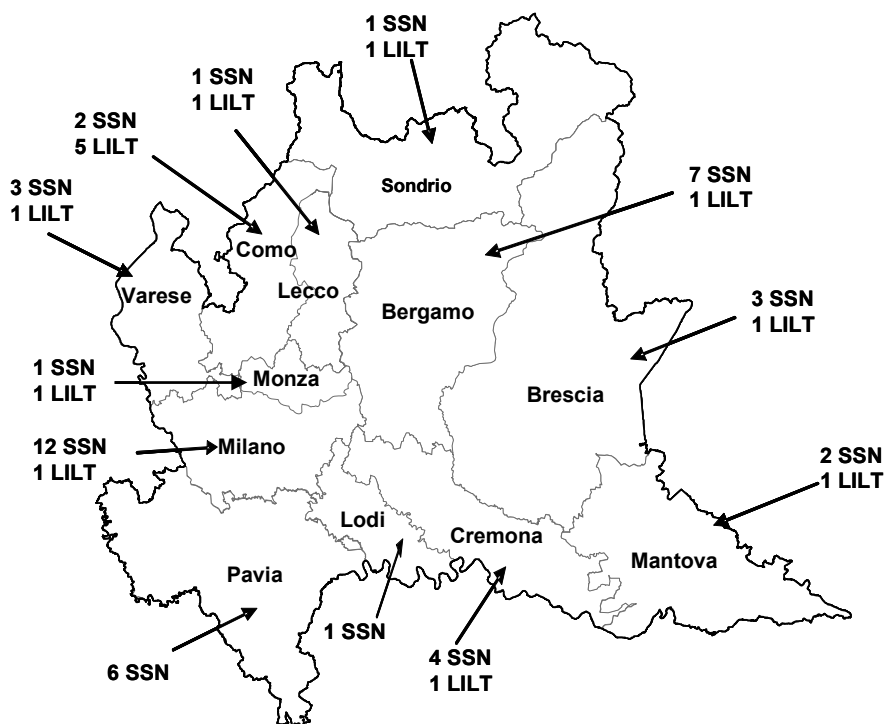 1 SSN
1 LILT
1 SSN
1 LILT
2 SSN
5 LILT
3 SSN
1 LILT
7 SSN
1 LILT
Sondrio
Como
Lecco
Varese
Bergamo
3 SSN
1 LILT
1 SSN
1 LILT
Monza
Brescia
12 SSN
1 LILT
Milano
2 SSN
1 LILT
Lodi
Cremona
Mantova
Pavia
1 SSN
6 SSN
4 SSN
1 LILT